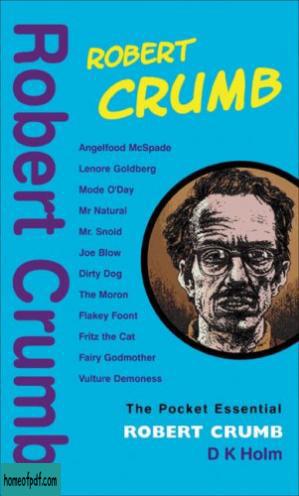 Robert Crumb
ROBERT
CRUMB
Angelfood McSpade
Lenore Goldberg
Mode O'Day
Mr Natural
Mr. Snoid
Joe Blow
Dirty Dog
The Moron
Flakey Foont
Fritz the Cat
Fairy Godmother
Vulture Demoness
The Pocket Essential
ROBERT CRUMB
D K Holm
homeofpdf.com